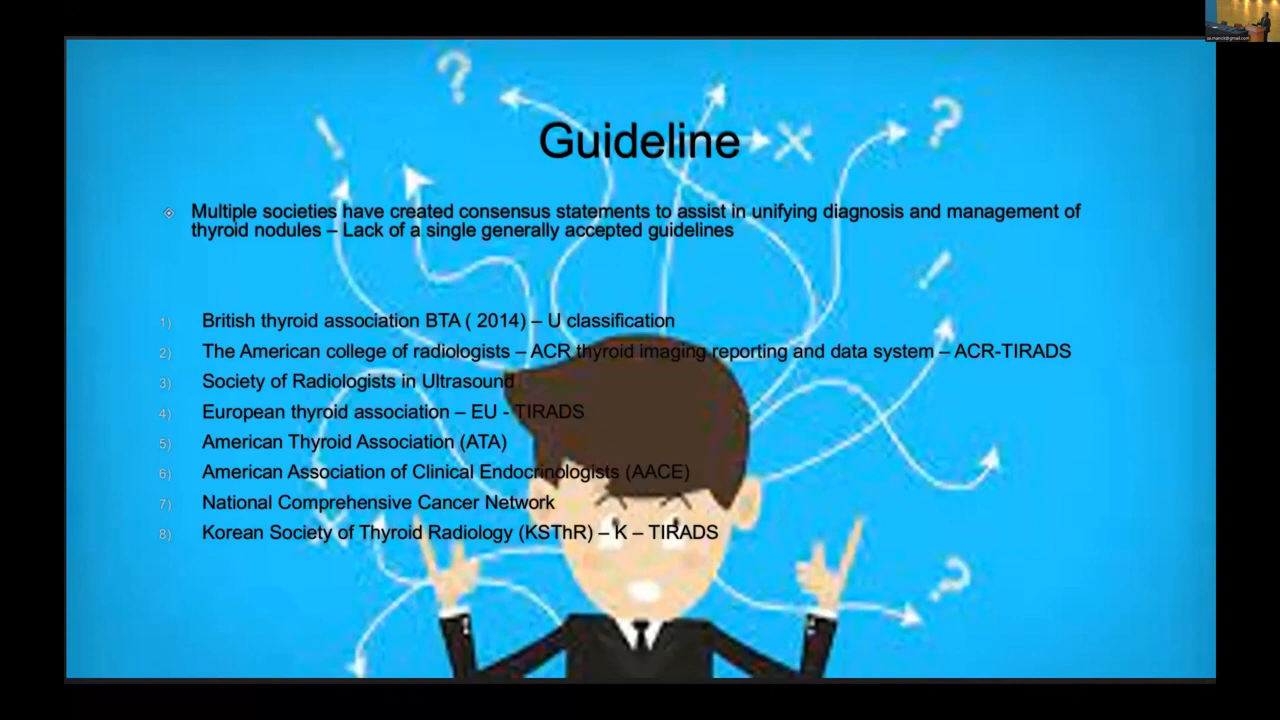 Guideline
Multiple societies have created consensus statements to assist in unifying diagnosis and management of
thyroid nodules – Lack of a single generally accepted guidelines
1) British thyroid association BTA ( 2014) – U classification
2) The American college of radiologists – ACR thyroid imaging reporting and data system – ACR-TIRADS
3) Society of Radiologists in Ultrasound
4) European thyroid association – EU - TIRADS
5) American Thyroid Association (ATA)
6) American Association of Clinical Endocrinologists (AACE)
7) National Comprehensive Cancer Network
8) Korean Society of Thyroid Radiology (KSThR) – K – TIRADS